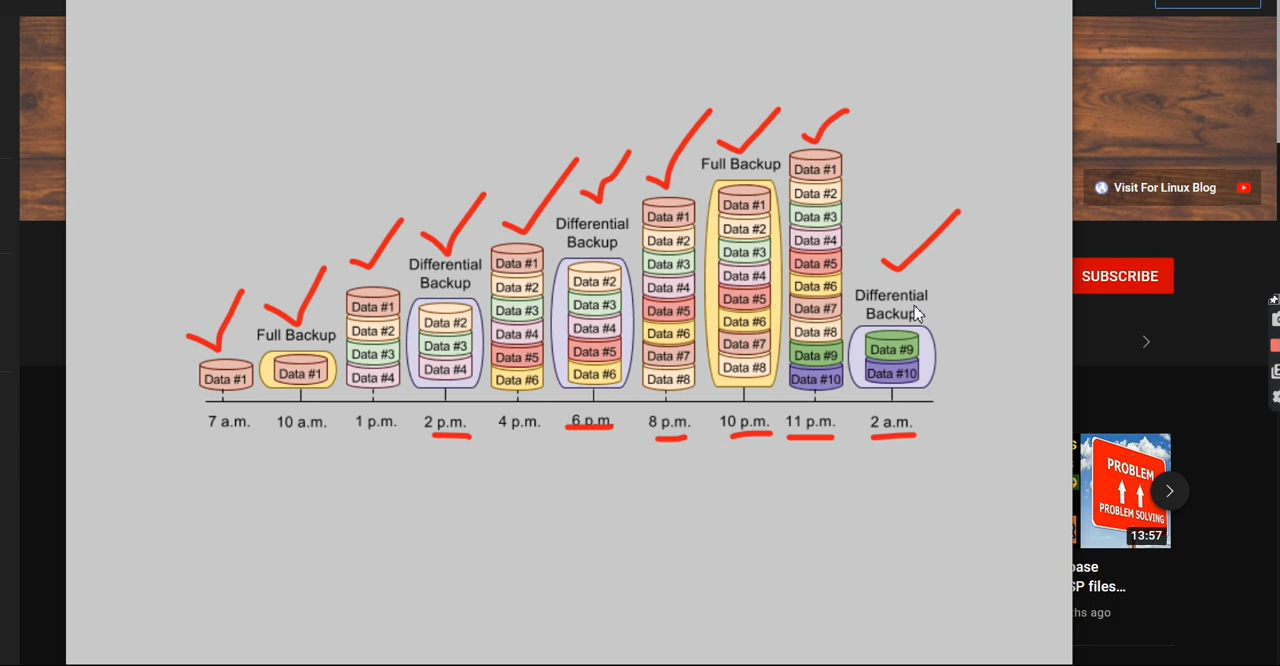 Full Backup
Differential
Backup
Differential
Backup
Full Backup
Differential
Backup
Data #1
Data #1
Data #1
Data #2
Data #3
Data #4
Data #2
Data #3
Data #4
Data #1
Data #2
Data #3
Data #4
Data #5
Data #6
Data #2
Data #3
Data #4
Data #5
Data #6
Data #1
Data #2
Data #3
Data #4
Data #5
Data #6
Data #7
Data #8
Data #1
Data #2
Data #3
Data #4
Data #5
Data #6
Data #7
Data #8
Data #1
Data #2
Data #3
Data #4
Data #5
Data #6
Data #7
Data #8
Data #9
Data #10
Data #9
Data #10
7 a.m. 10 a.m. 1 p.m. 2 p.m. 4 p.m. 6 p.m. 8 p.m. 10 p.m. 11 p.m. 2 a.m.
Visit For Linux Blog
SUBSCRIBE
PROBLEM
PROBLEM SOLVING
13:57
files...
ago